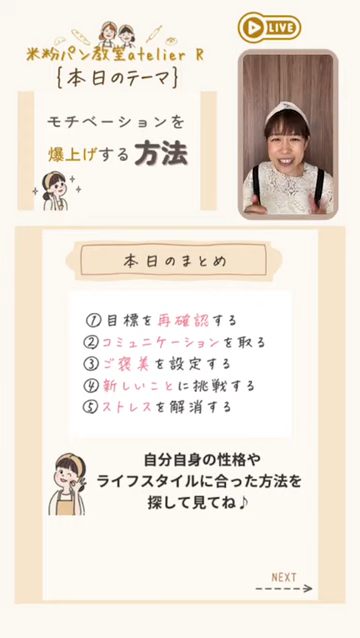 米粉パン教室atelier R
{本日のテーマ}
LIVE
モチベーションを
爆上げする方法
本日のまとめ
①目標を再確認する
②コミュニケーションを取る
③ご褒美を設定する
④新しいことに挑戦する
⑤ストレスを解消する
自分自身の性格や
ライフスタイルに合った方法を
探して見てね♪
NEXT